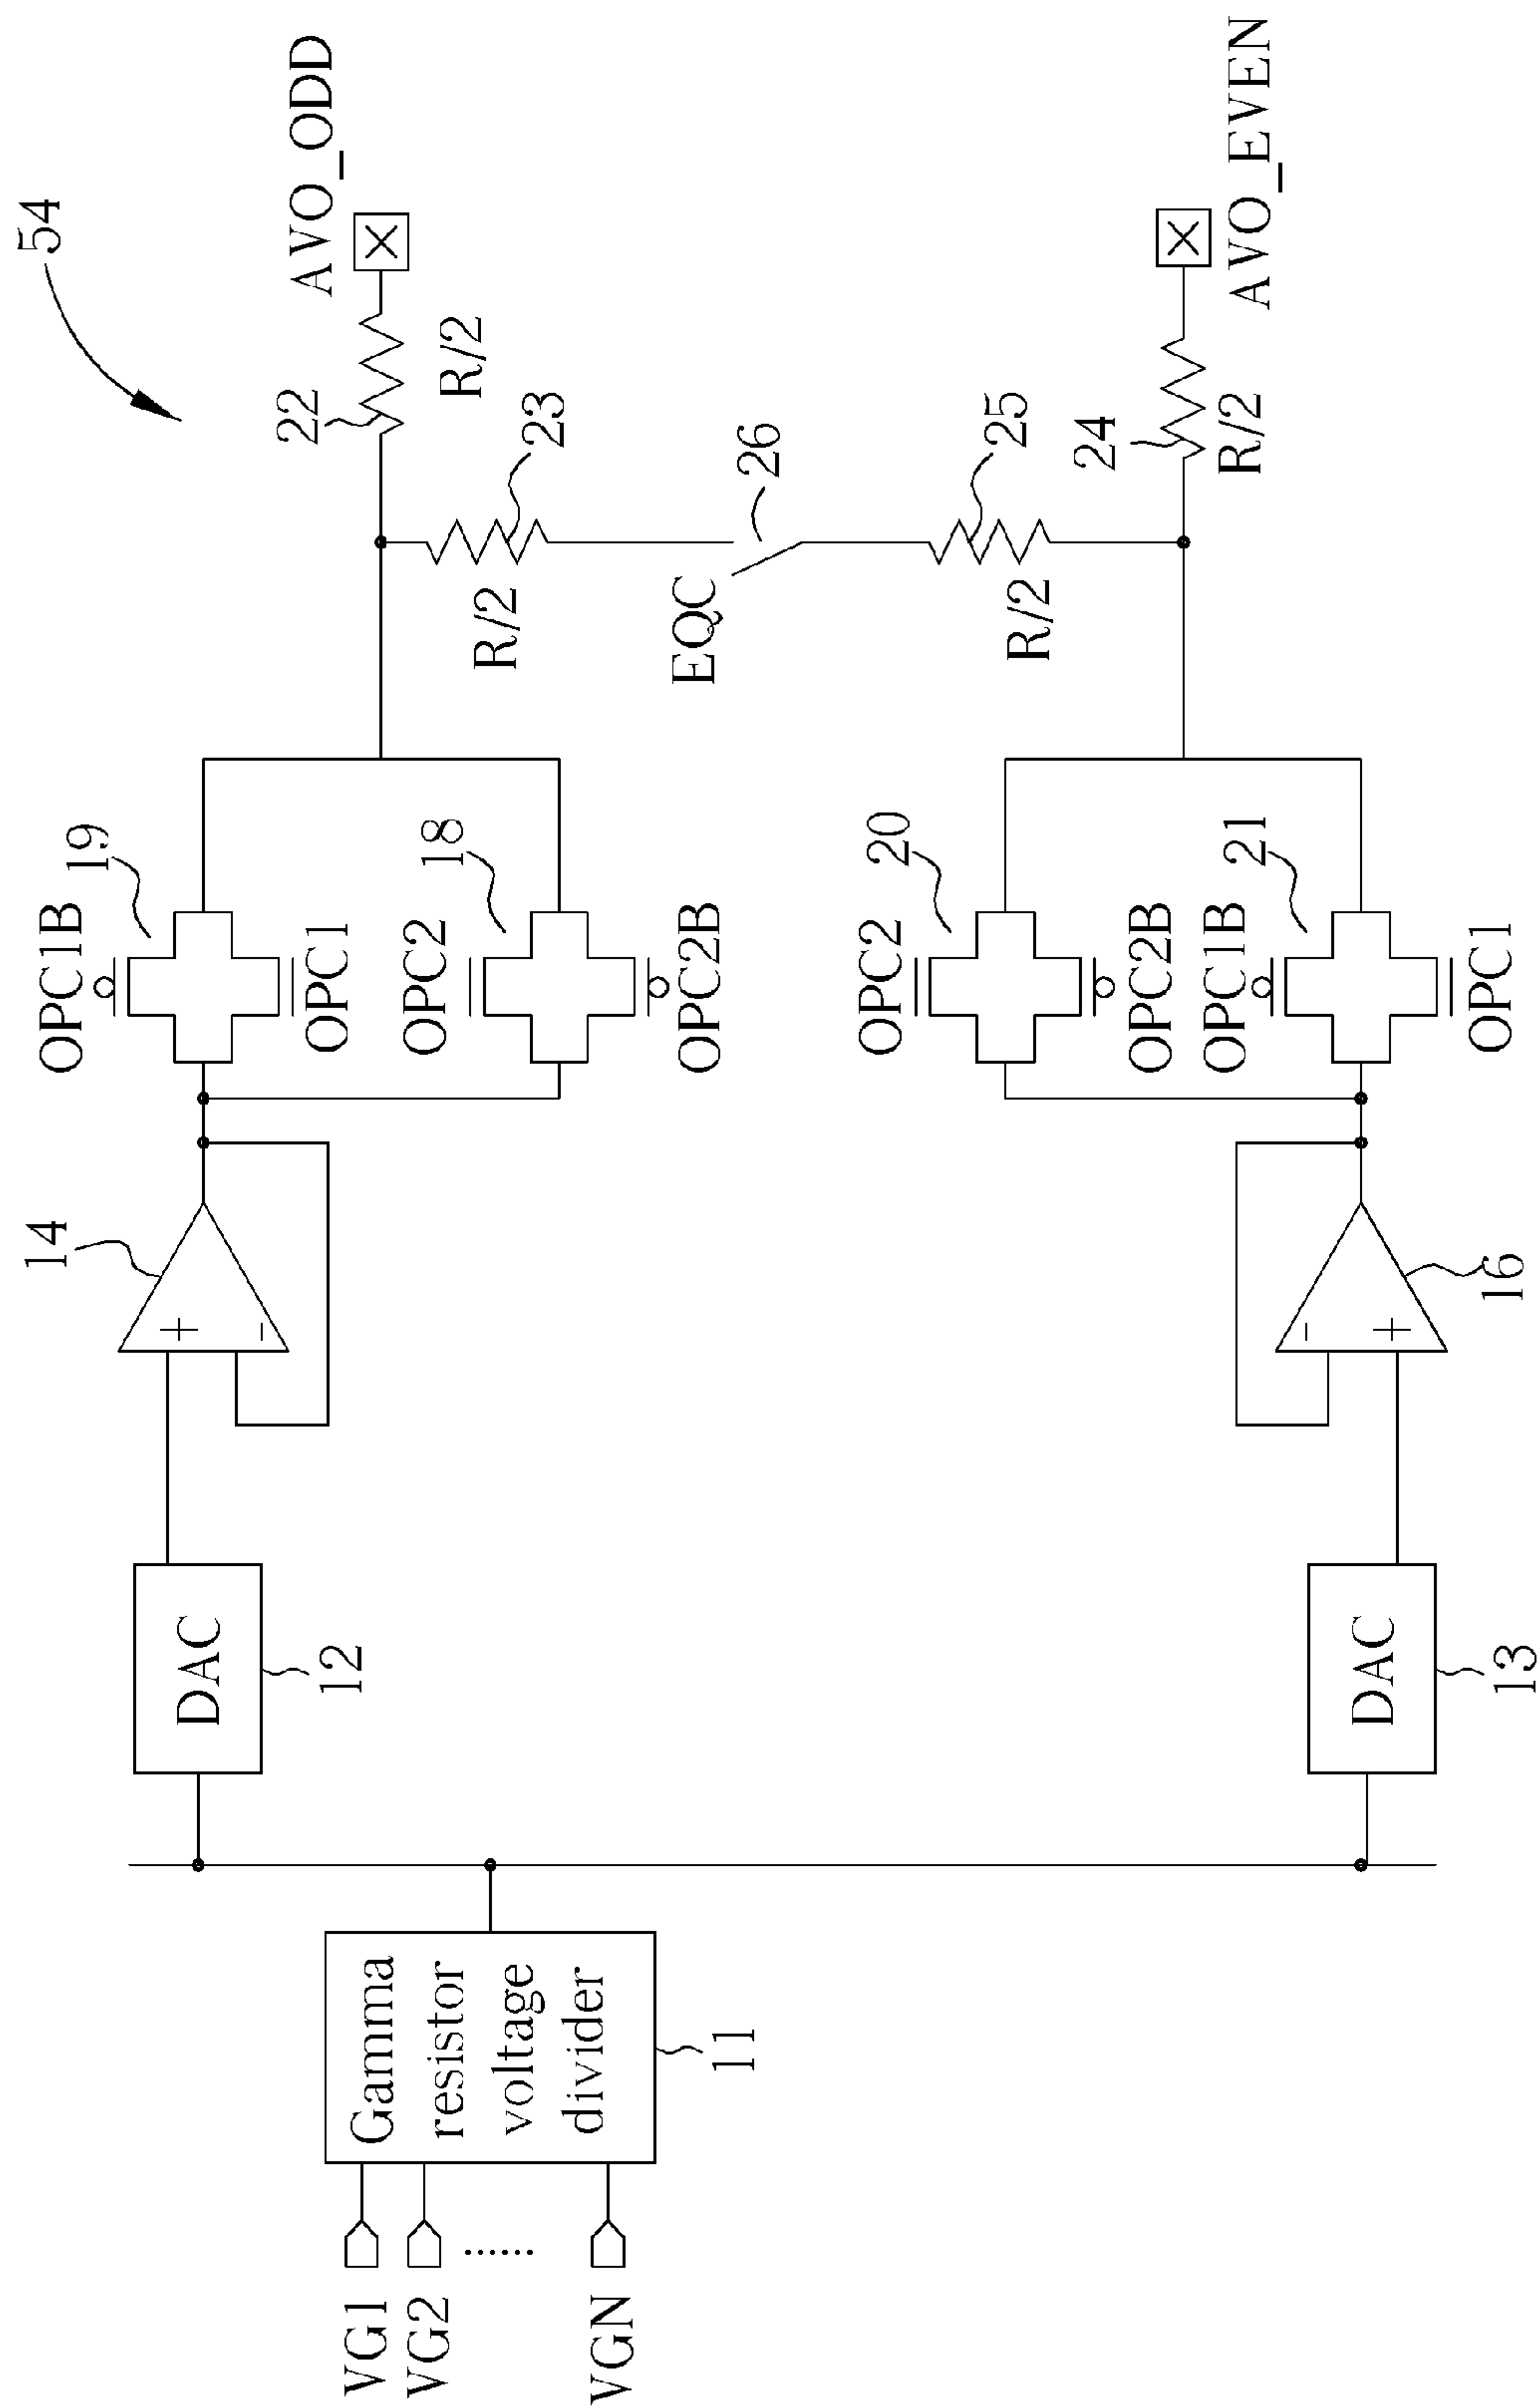 54
VG1
VG2
......
VGN
Gamma
resistor
voltage
divider
11
DAC
12
14
+
-
OPC1B
19
OPC1
OPC2
18
OPC2B
22
R/2
AVO_ODD
R/2
23
EQC
26
R/2
25
DAC
13
-
+
16
OPC2
20
OPC2B
OPC1B
21
OPC1
24
R/2
AVO_EVEN